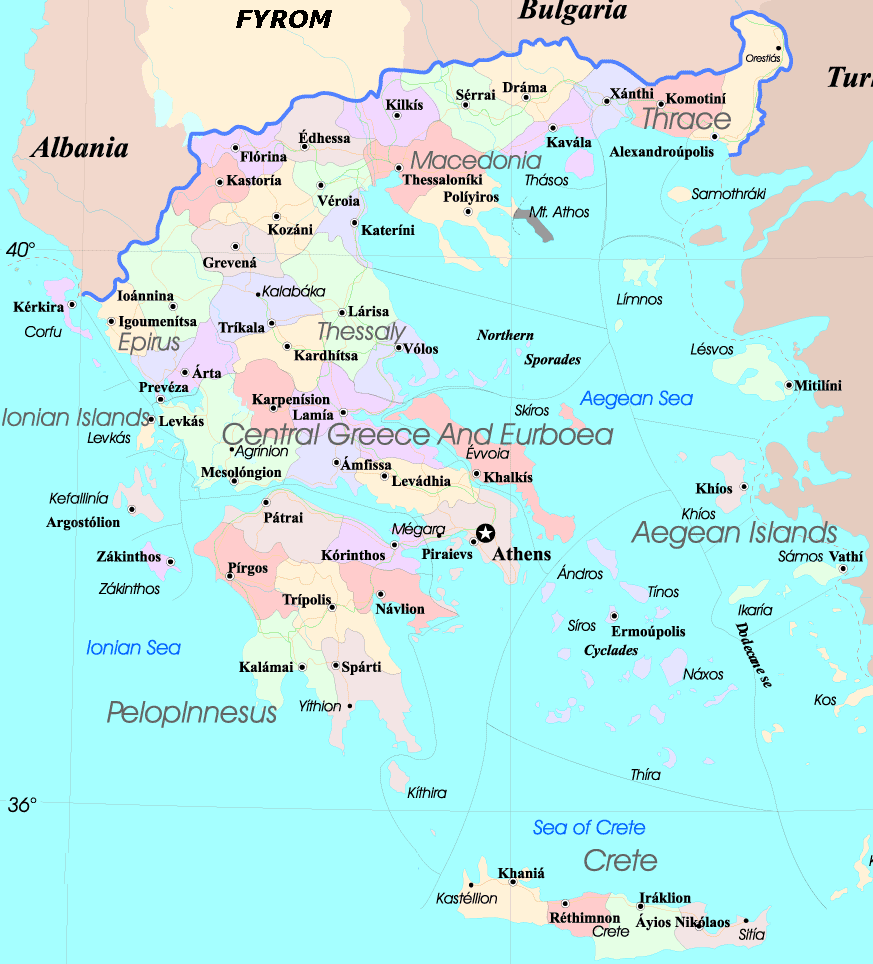 Bulgaria
FYROM
Orestiás
Tur
Dráma
Xánthi
Sérrai
Komotiní
Kilkís
Thrace
Édhessa
Kavála
Albania
Flórina
Alexandroúpolis
Macedonia
Kastoría
Thessaloníki
Thásos
Samothráki
Véroia
Políyiros
Mt. Athos
Kozáni
Kateríni
40°
Grevená
Ioánnina
Kalabáka
Límnos
Kérkira
Igoumenítsa
Lárisa
Corfu
Tríkala
Thessaly
Northern
Epirus
Kardhítsa
Vólos
Lésvos
Sporades
Árta
Mitilíni
Prevéza
Karpenísion
Aegean Sea
Ionian Islands
Levkás
Lamía
Skíros
Levkás
Central Greece And Eurboea
Agrínion
Évvoia
Mesolóngion
Ámfissa
Levádhia
Khalkís
Kefallinía
Khíos
Argostólion
Pátrai
Khíos
Mégara
Aegean Islands
Zákinthos
Kórinthos
Piraievs
Athens
Sámos
Vathí
Pírgos
Ándros
Zákinthos
Trípolis
Návlion
Tínos
Ikaría
Síros
Ermoúpolis
Ionian Sea
Cyclades
Dodecane se
Kalámai
Spárti
Náxos
Yíthion
Kos
PelopInnesus
Thíra
Kíthira
36°
Sea of Crete
Crete
Khaniá
Kastéllion
Réthimnon
Iráklion
Crete
Áyios Nikólaos
Sitía